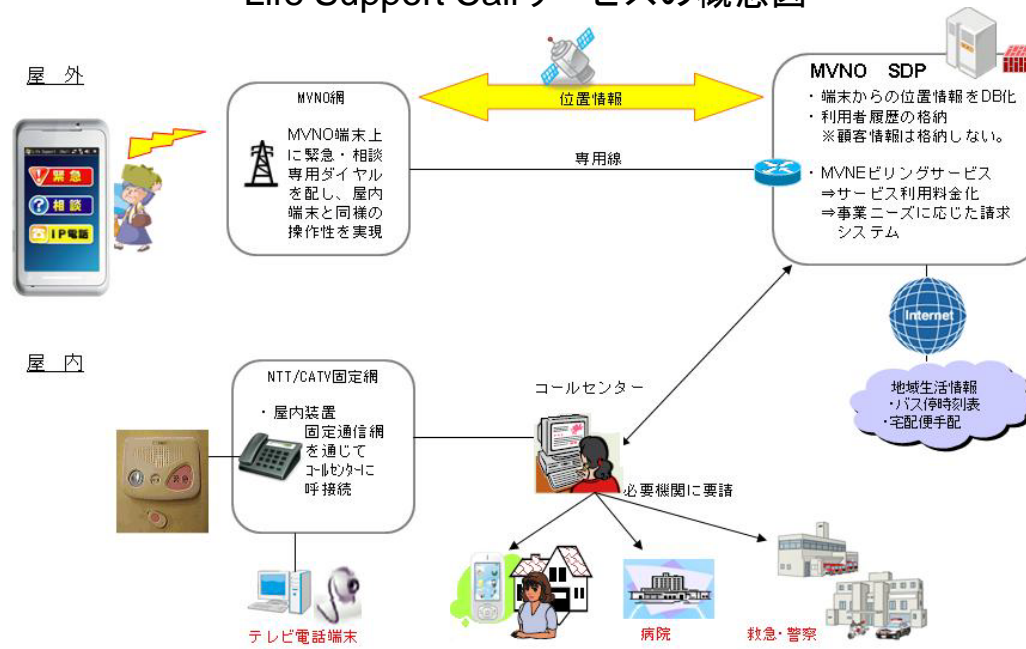 Life Support Callサービスの概念図
屋 外
緊急
相談
IP電話
MVNO網
MVNO端末上
に緊急・相談
専用ダイヤル
を配し、屋内
端末と同様の
操作性を実現
位置情報
専用線
MVNO SDP
・端末からの位置情報をDB化
・利用者履歴の格納
※顧客情報は格納しない。
・MVNEビリングサービス
⇒サービス利用料金化
⇒事業ニーズに応じた請求
システム
Internet
地域生活情報
・バス停時刻表
・宅配便手配
屋 内
NTT/CATV固定網
・屋内装置
固定通信網
を通じて
コールセンターに
呼接続
コールセンター
必要機関に要請
テレビ電話端末
病院
救急・警察